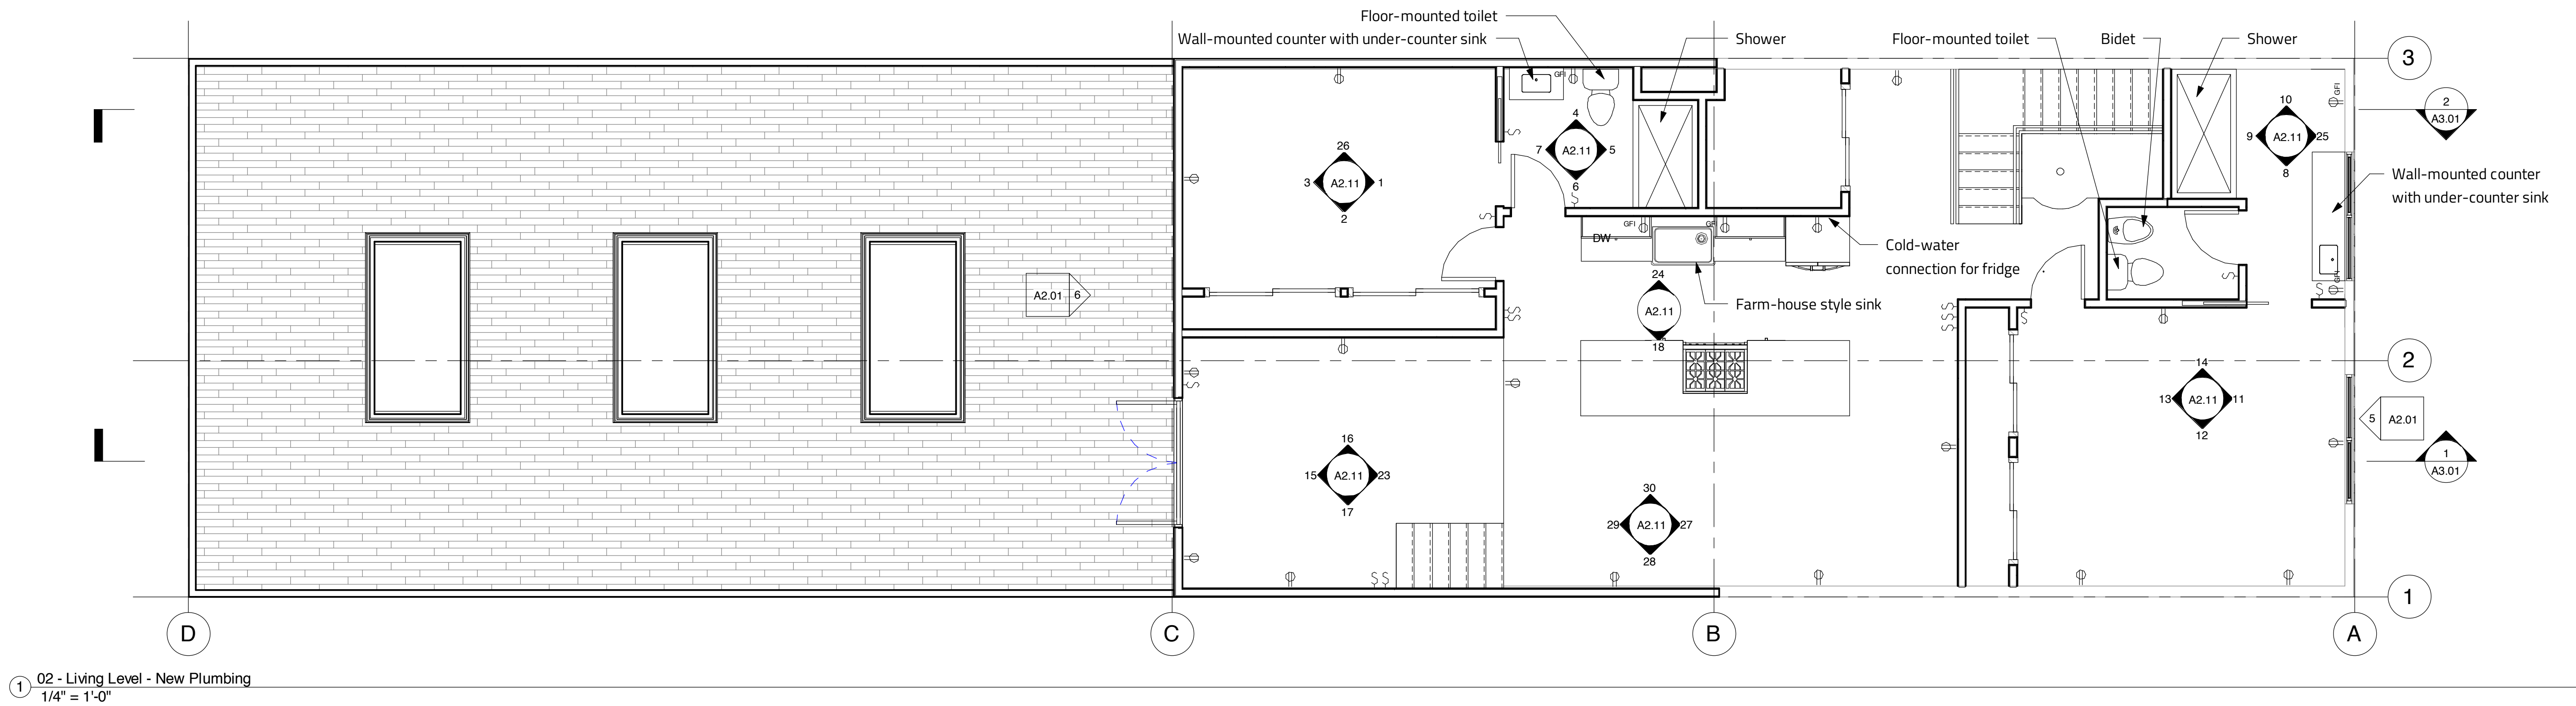 Floor-mounted toilet
Wall-mounted counter with under-counter sink
Shower
Floor-mounted toilet
Bidet
Shower
3
GFI
GFI
2
A3.01
10
9 A2.11 25
8
4
7 A2.11 5
6
26
3 A2.11 1
2
Wall-mounted counter
with under-counter sink
GFI
GFI
DW
Cold-water
connection for fridge
GFI
24
A2.11
18
Farm-house style sink
A2.01 6
2
14
13 A2.11 11
12
5 A2.01
1
A3.01
16
15 A2.11 23
17
30
29 A2.11 27
28
1
D
C
B
A
1
02 - Living Level - New Plumbing
1/4" = 1'-0"